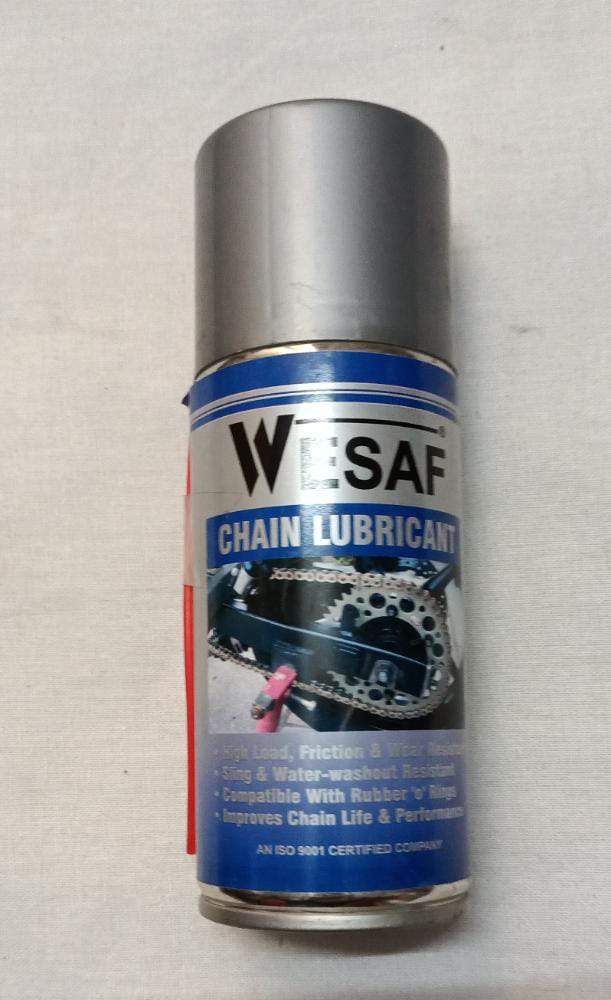 WESAF®
CHAIN LUBRICANT
• High Load, Friction & Wear Resistant
• Sling & Water-washout Resistant
• Compatible With Rubber 'o' Rings
• Improves Chain Life & Performance
AN ISO 9001 CERTIFIED COMPANY